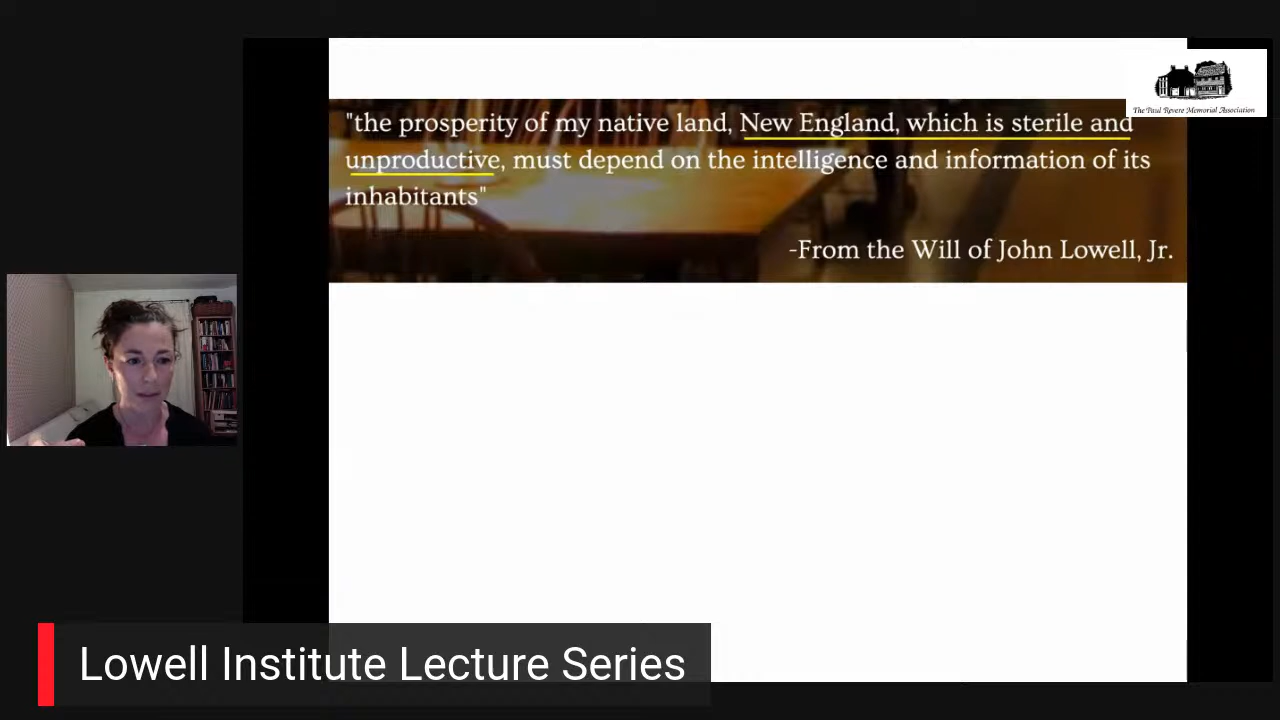 The Paul Revere Memorial Association
"the prosperity of my native land, New England, which is sterile and
unproductive, must depend on the intelligence and information of its
inhabitants"
-From the Will of John Lowell, Jr.
Lowell Institute Lecture Series